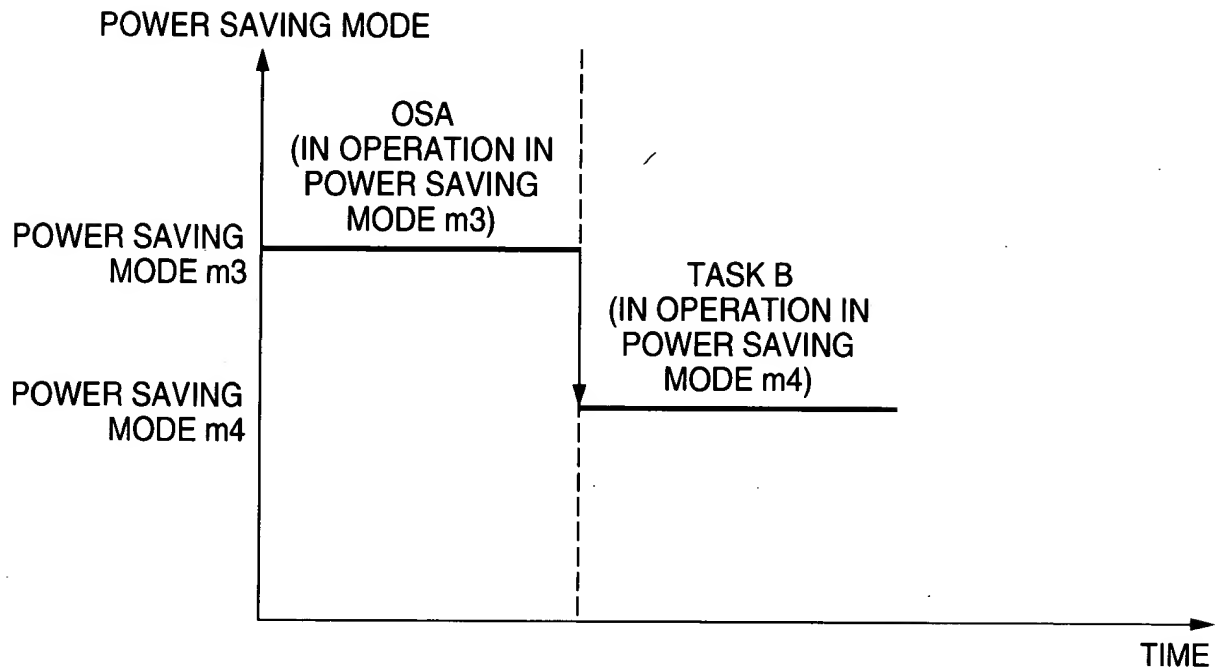 POWER SAVING MODE
OSA
(IN OPERATION IN
POWER SAVING
MODE m3)
POWER SAVING
MODE m3
TASK B
(IN OPERATION IN
POWER SAVING
MODE m4)
POWER SAVING
MODE m4
TIME